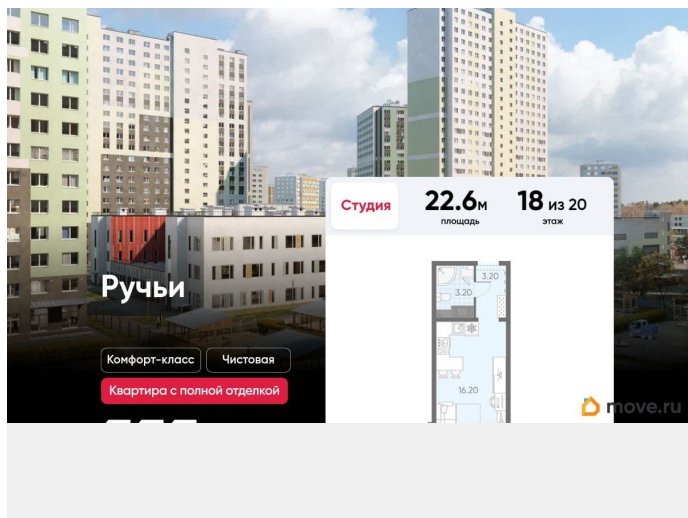 Студия
22.6м
площадь
18 из 20
этаж
3.20
3.20
Ручьи
Комфорт-класс
Чистовая
Квартира с полной отделкой
16.20
move.ru